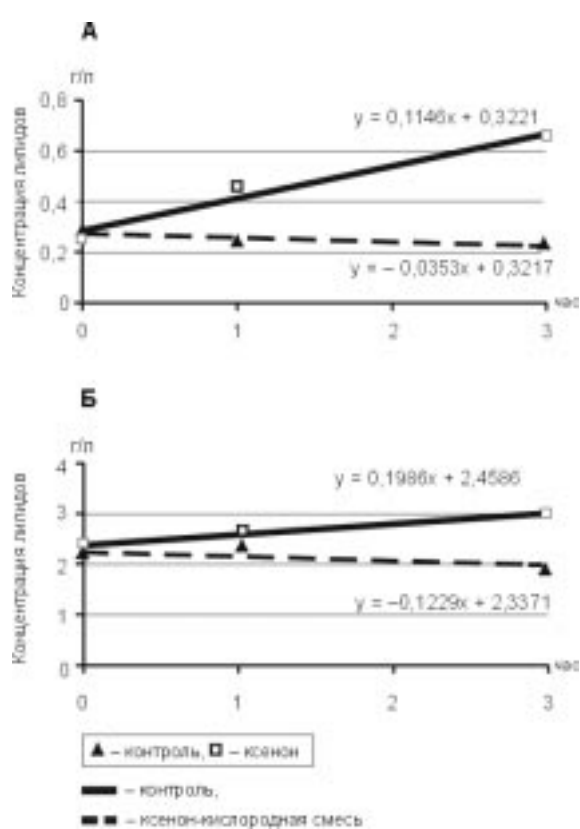 А
г/л
Концентрация липидов
0,8
0,6
0,4
0,2
0
y = 0,1146x + 0,3221
y = – 0,0353x + 0,3217
0 1 2 3
час
Б
г/л
Концентрация липидов
4
3
2
1
0
y = 0,1986x + 2,4586
y = –0,1229x + 2,3371
0 1 2 3
час
▲ – контроль, □ – ксенон
– контроль,
– ксенон-кислородная смесь